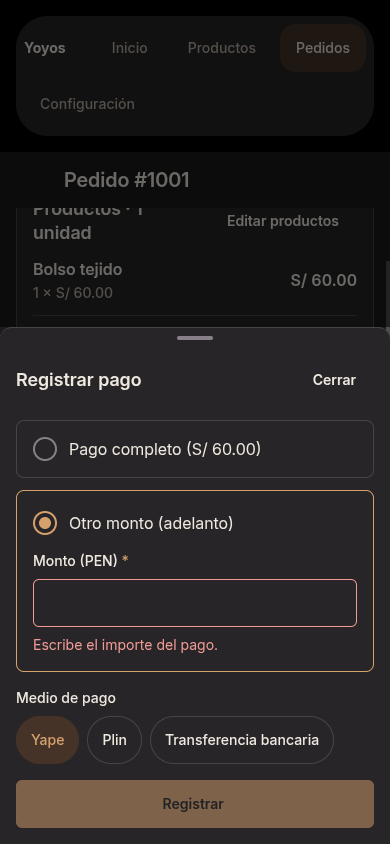 Yoyos
Inicio
Productos
Pedidos
Configuración
Pedido #1001
Productos · 1
unidad
Editar productos
Bolso tejido
1 × S/ 60.00
S/ 60.00
Registrar pago
Cerrar
Pago completo (S/ 60.00)
Otro monto (adelanto)
Monto (PEN) *
Escribe el importe del pago.
Medio de pago
Yape
Plin
Transferencia bancaria
Registrar